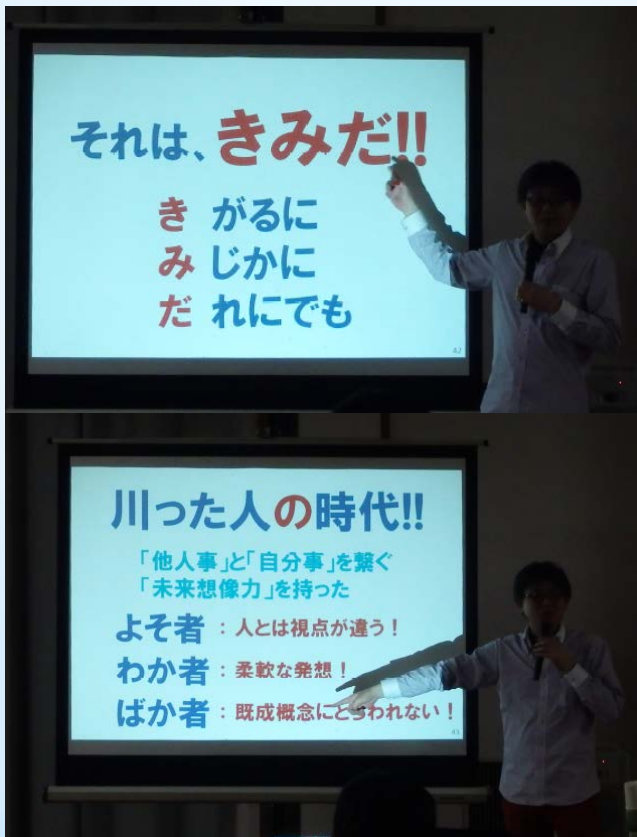 それは、きみだ!!
き がるに
み じかに
だ れにでも
42
川った人の時代!!
「他人事」と「自分事」を繋ぐ
「未来想像力」を持った
よそ者：人とは視点が違う！
わか者：柔軟な発想！
ばか者：既成概念にとらわれない！
43